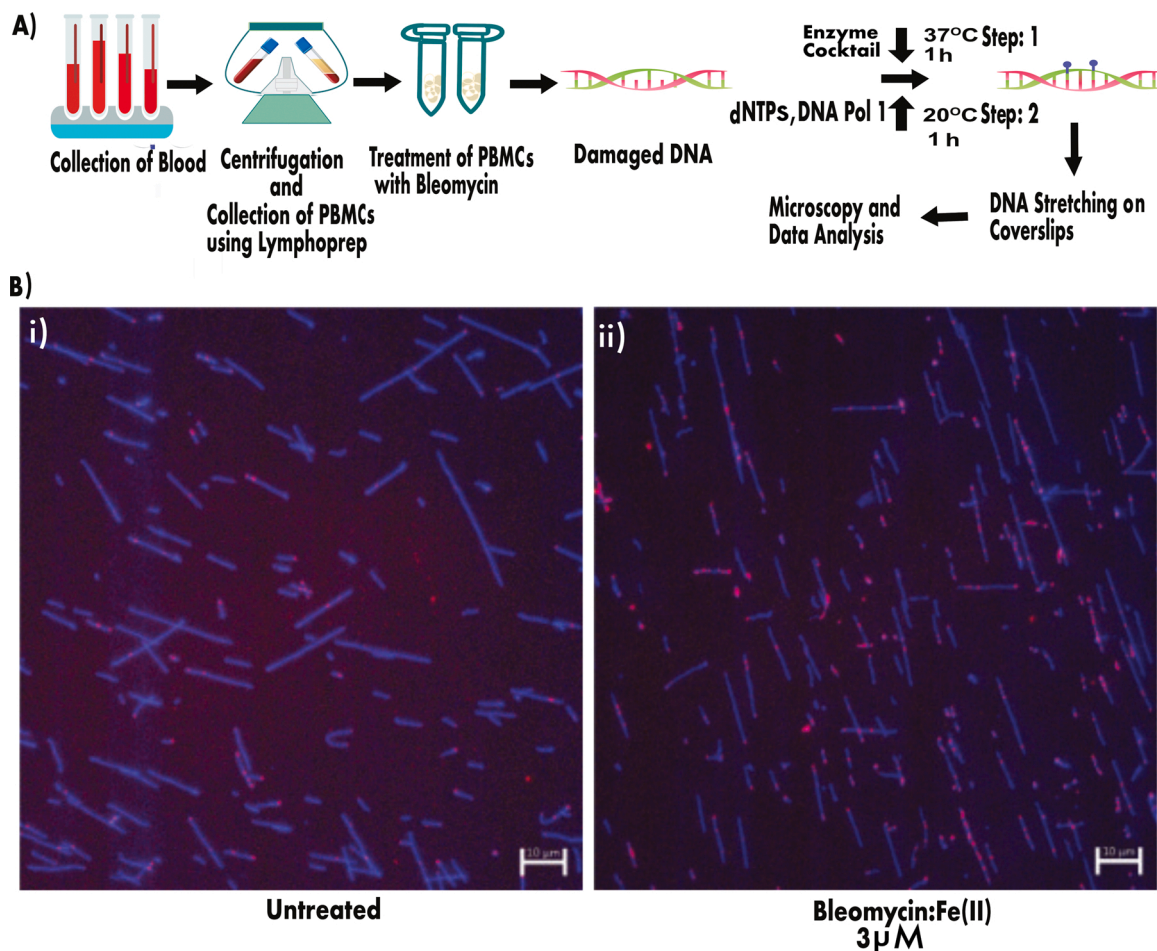 A)
Collection of Blood
Centrifugation
and
Collection of PBMCs
using Lymphoprep
Treatment of PBMCs
with Bleomycin
Damaged DNA
Enzyme
Cocktail
37°C Step: 1
1h
dNTPs, DNA Pol 1
20°C Step: 2
1 h
DNA Stretching on
Coverslips
Microscopy and
Data Analysis
B)
i)
10 μm
Untreated
ii)
10 μm
Bleomycin:Fe(II)
3μM